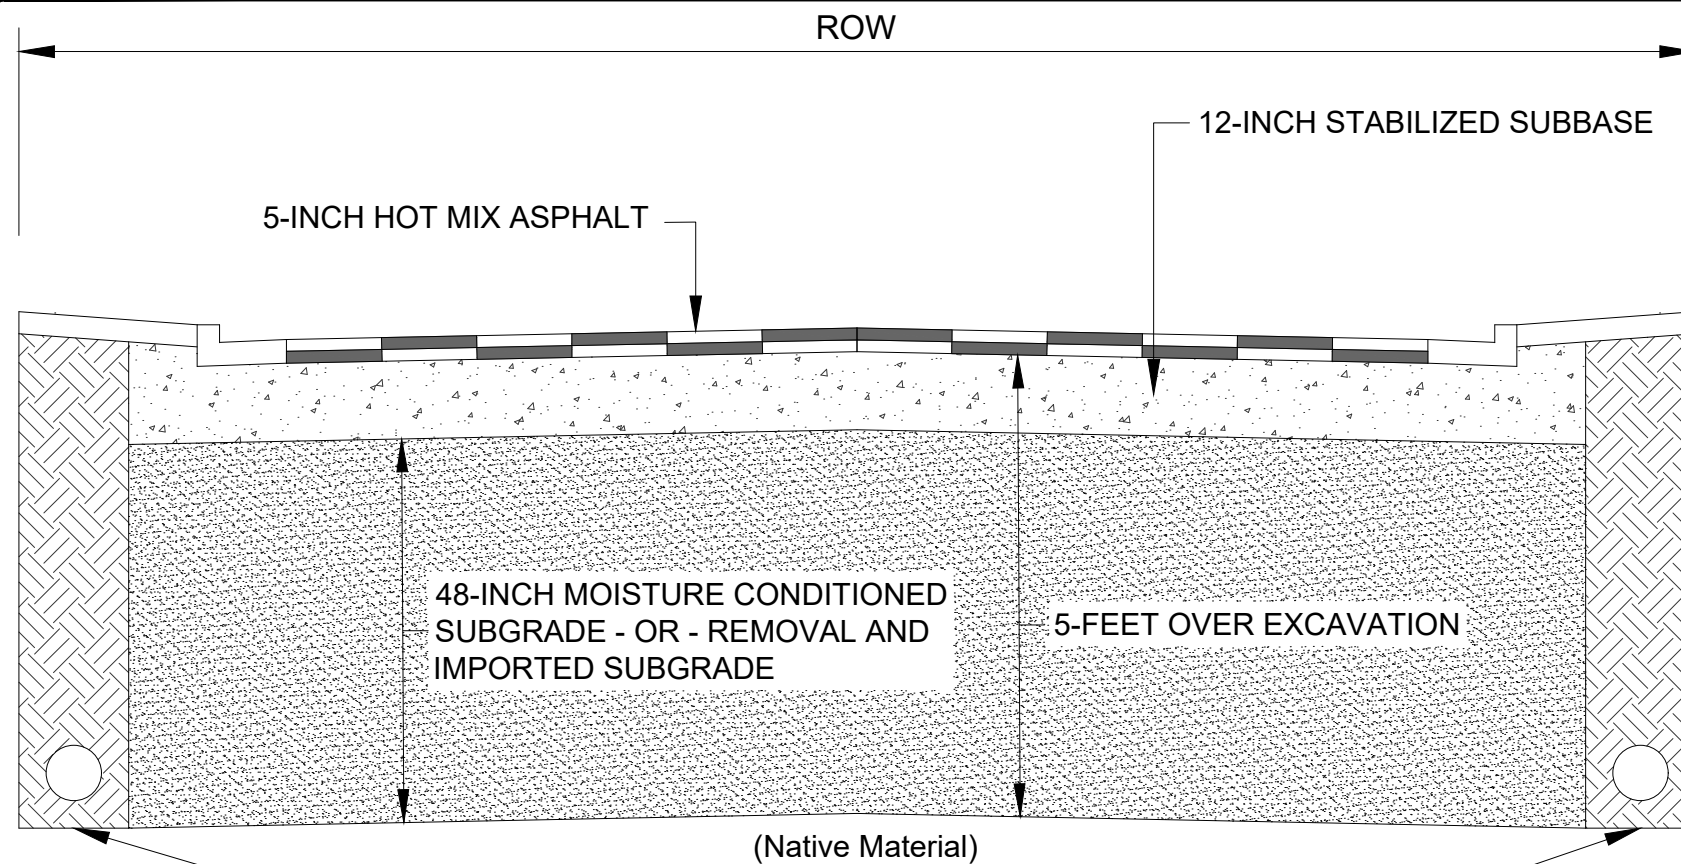 ROW
12-INCH STABILIZED SUBBASE
5-INCH HOT MIX ASPHALT
48-INCH MOISTURE CONDITIONED
SUBGRADE - OR - REMOVAL AND
IMPORTED SUBGRADE
5-FEET OVER EXCAVATION
(Native Material)